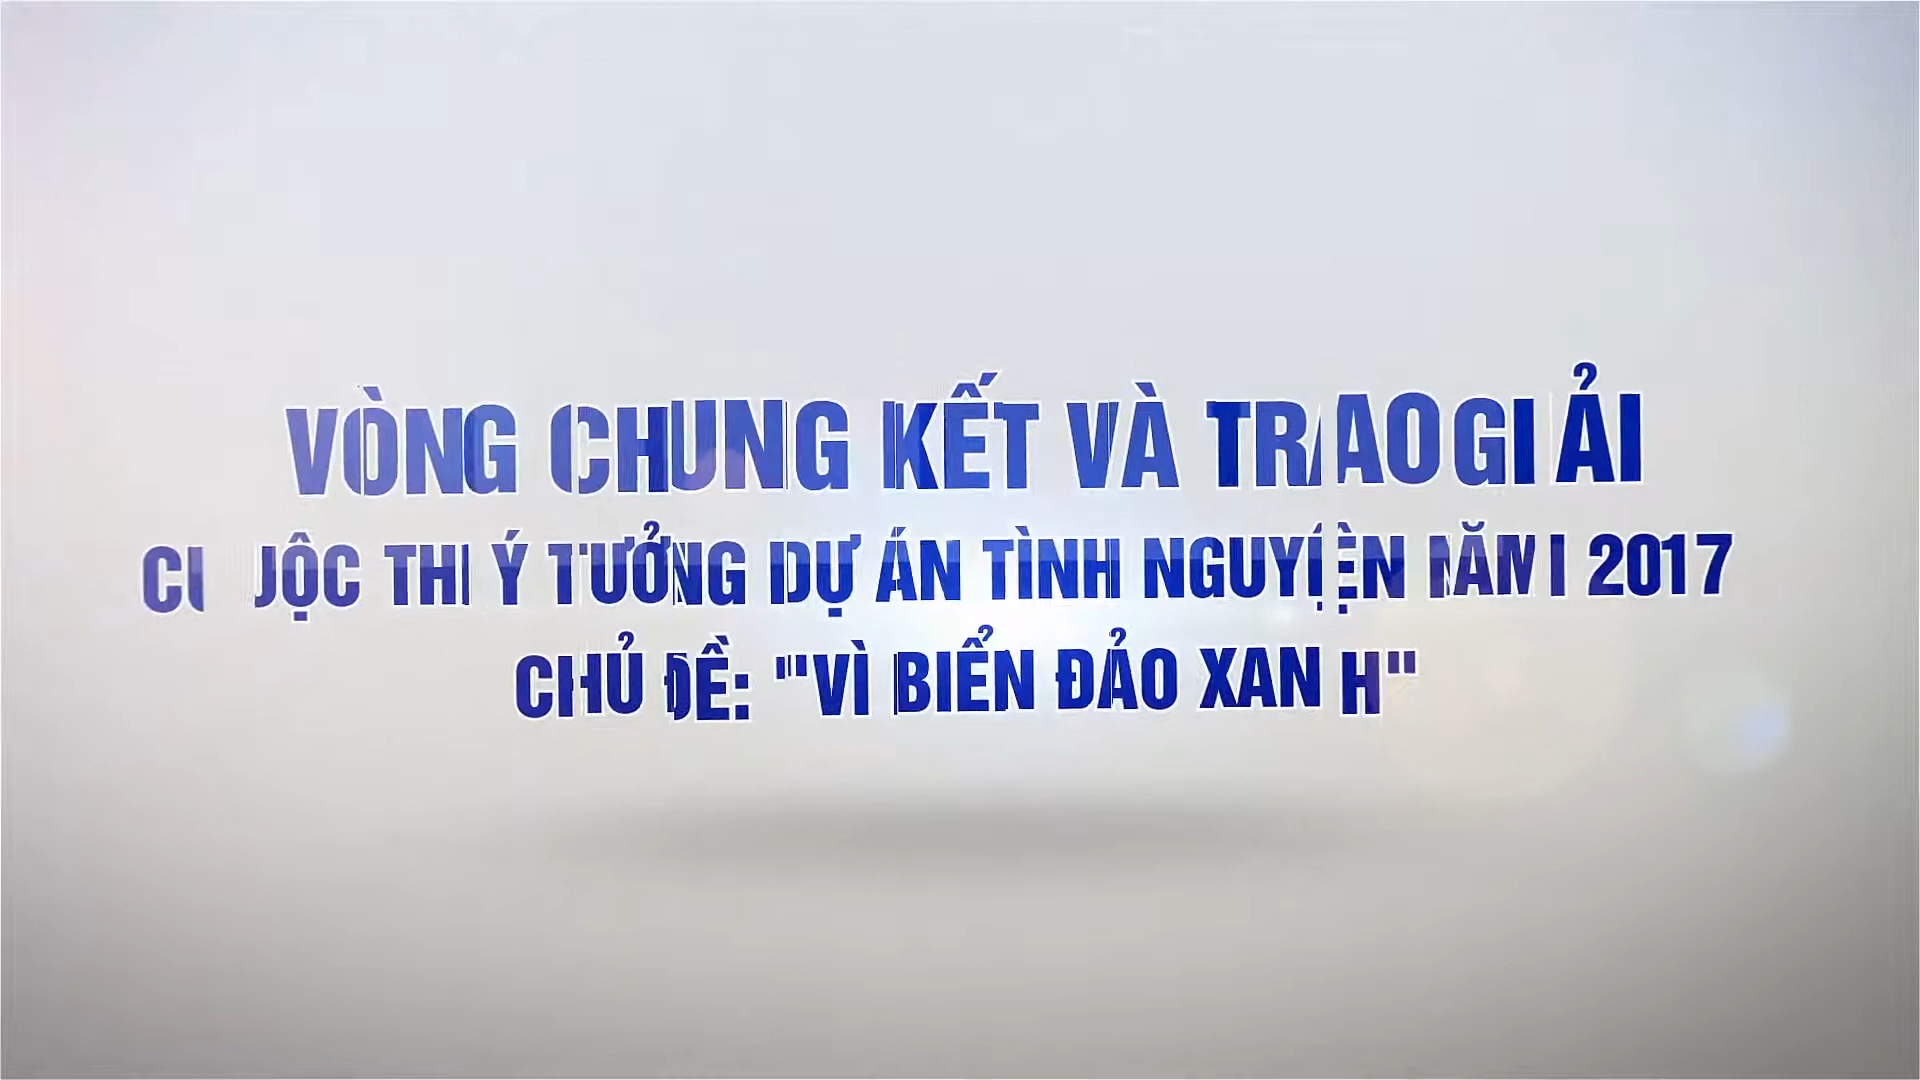 VÒNG CHUNG KẾT VÀ TRAO GIẢI
CUỘC THI Ý TƯỞNG DỰ ÁN TÌNH NGUYỆN NĂM 2017
CHỦ ĐỀ: "VÌ BIỂN ĐẢO XANH"